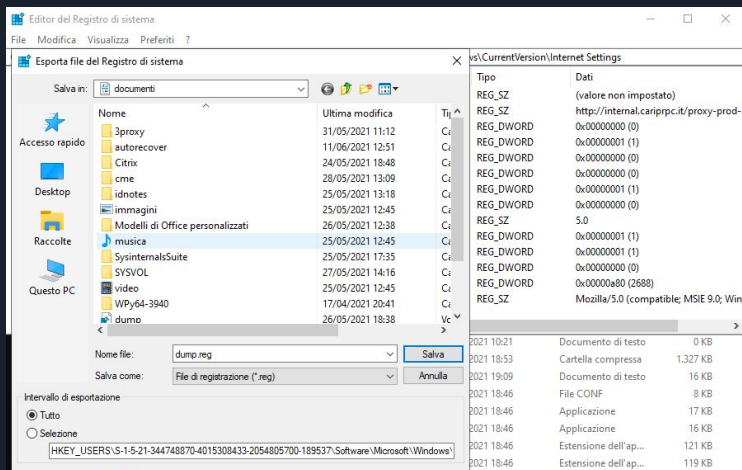 Editor del Registro di sistema
File Modifica Visualizza Preferiti ?
Esporta file del Registro di sistema
vs\CurrentVersion\Internet Settings
Salva in: documenti
Tipo Dati
Nome Ultima modifica
REG_SZ (valore non impostato)
3proxy 31/05/2021 11:12
REG_SZ http://internal.cariprpc.it/proxy-prod-
autorecover 11/06/2021 12:51
REG_DWORD 0x00000000 (0)
Citrix 24/05/2021 18:48
REG_DWORD 0x00000001 (1)
cme 28/05/2021 13:09
REG_DWORD 0x00000000 (0)
idnotes 25/05/2021 13:18
REG_DWORD 0x00000000 (0)
immagini 25/05/2021 12:45
REG_DWORD 0x00000001 (1)
Modelli di Office personalizzati 26/05/2021 12:38
REG_DWORD 0x00000000 (0)
musica 25/05/2021 12:45
REG_SZ 5.0
SysinternalsSuite 25/05/2021 17:35
REG_DWORD 0x00000001 (1)
SYSVOL 27/05/2021 14:16
REG_DWORD 0x00000001 (1)
video 25/05/2021 12:45
REG_DWORD 0x00000000 (0)
WPy64-3940 17/04/2021 20:41
REG_DWORD 0x00000a80 (2688)
dump 26/05/2021 18:38
REG_SZ Mozilla/5.0 (compatible; MSIE 9.0; Win
Accesso rapido
Desktop
Raccolte
Questo PC
Nome file: dump.reg Salva
Salva come: File di registrazione (*.reg) Annulla
Intervallo di esportazione
Tutto
Selezione
HKEY_USERS\S-1-5-21-344748870-4015308433-2054805700-189537\Software\Microsoft\Windows\
2021 10:21 Documento di testo 0 KB
2021 18:53 Cartella compressa 1.327 KB
2021 19:09 Documento di testo 16 KB
2021 18:46 File CONF 8 KB
2021 18:46 Applicazione 17 KB
2021 18:46 Applicazione 16 KB
2021 18:46 Estensione dell'ap... 121 KB
2021 18:46 Estensione dell'ap... 119 KB